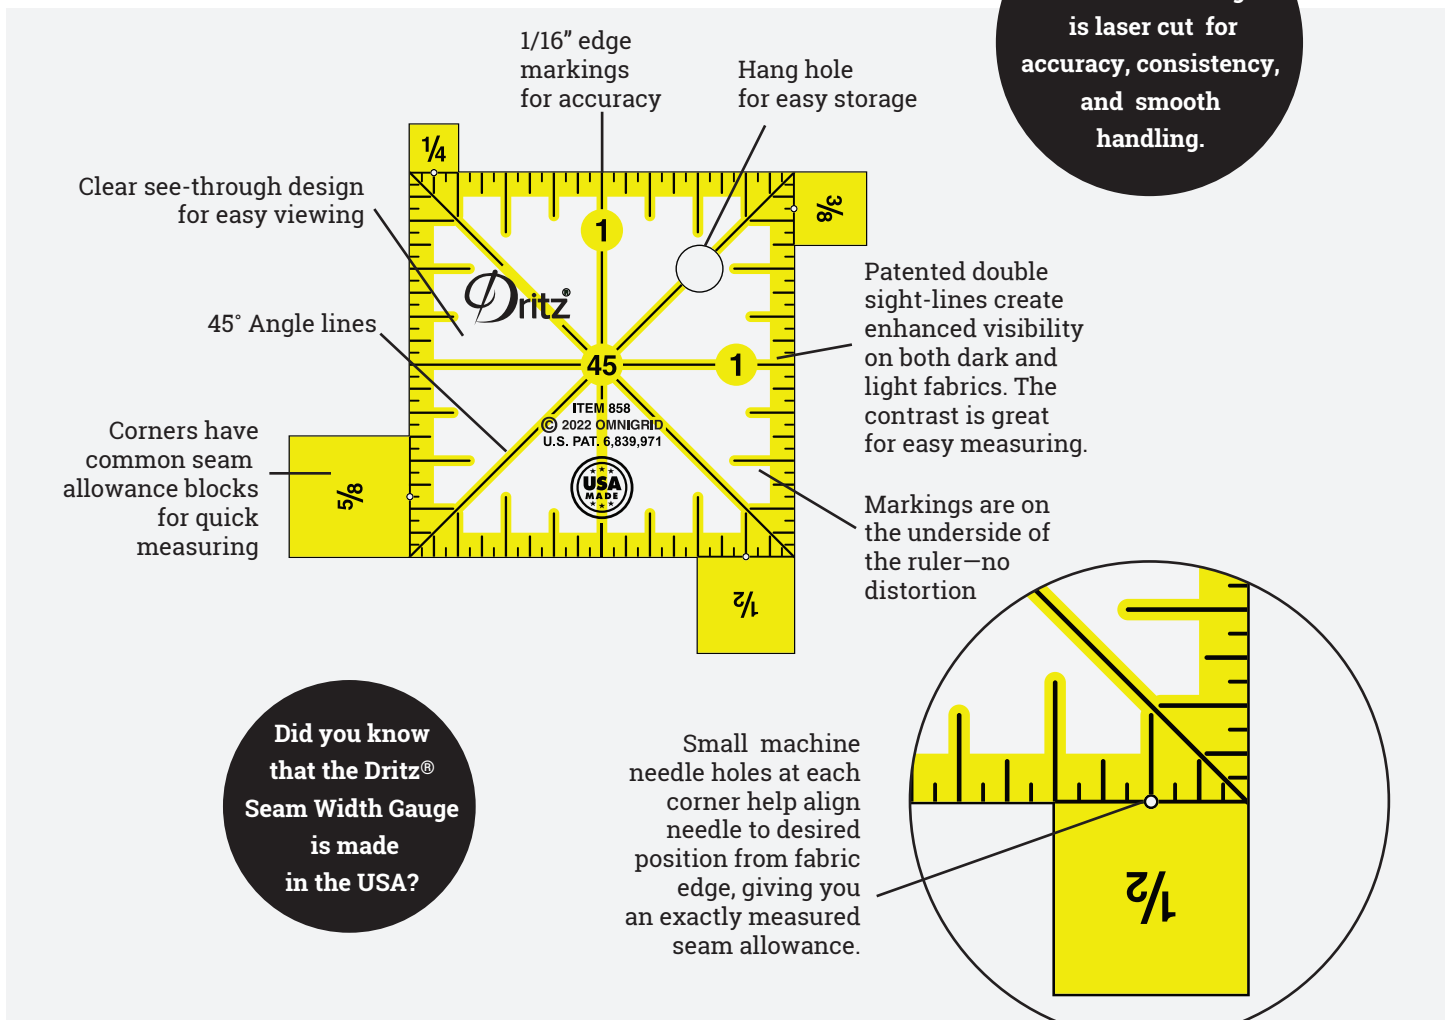 is laser cut for
accuracy, consistency,
and smooth
handling.
1/16” edge
markings
for accuracy
Hang hole
for easy storage
Clear see-through design
for easy viewing
45° Angle lines
Corners have
common seam
allowance blocks
for quick
measuring
1/4
3/8
5/8
1/2
1
1
45
Dritz®
ITEM 858
© 2022 OMNIGRID
U.S. PAT. 6,839,971
USA
MADE
Patented double
sight-lines create
enhanced visibility
on both dark and
light fabrics. The
contrast is great
for easy measuring.
Markings are on
the underside of
the ruler—no
distortion
Did you know
that the Dritz®
Seam Width Gauge
is made
in the USA?
Small machine
needle holes at each
corner help align
needle to desired
position from fabric
edge, giving you
an exactly measured
seam allowance.
1/2